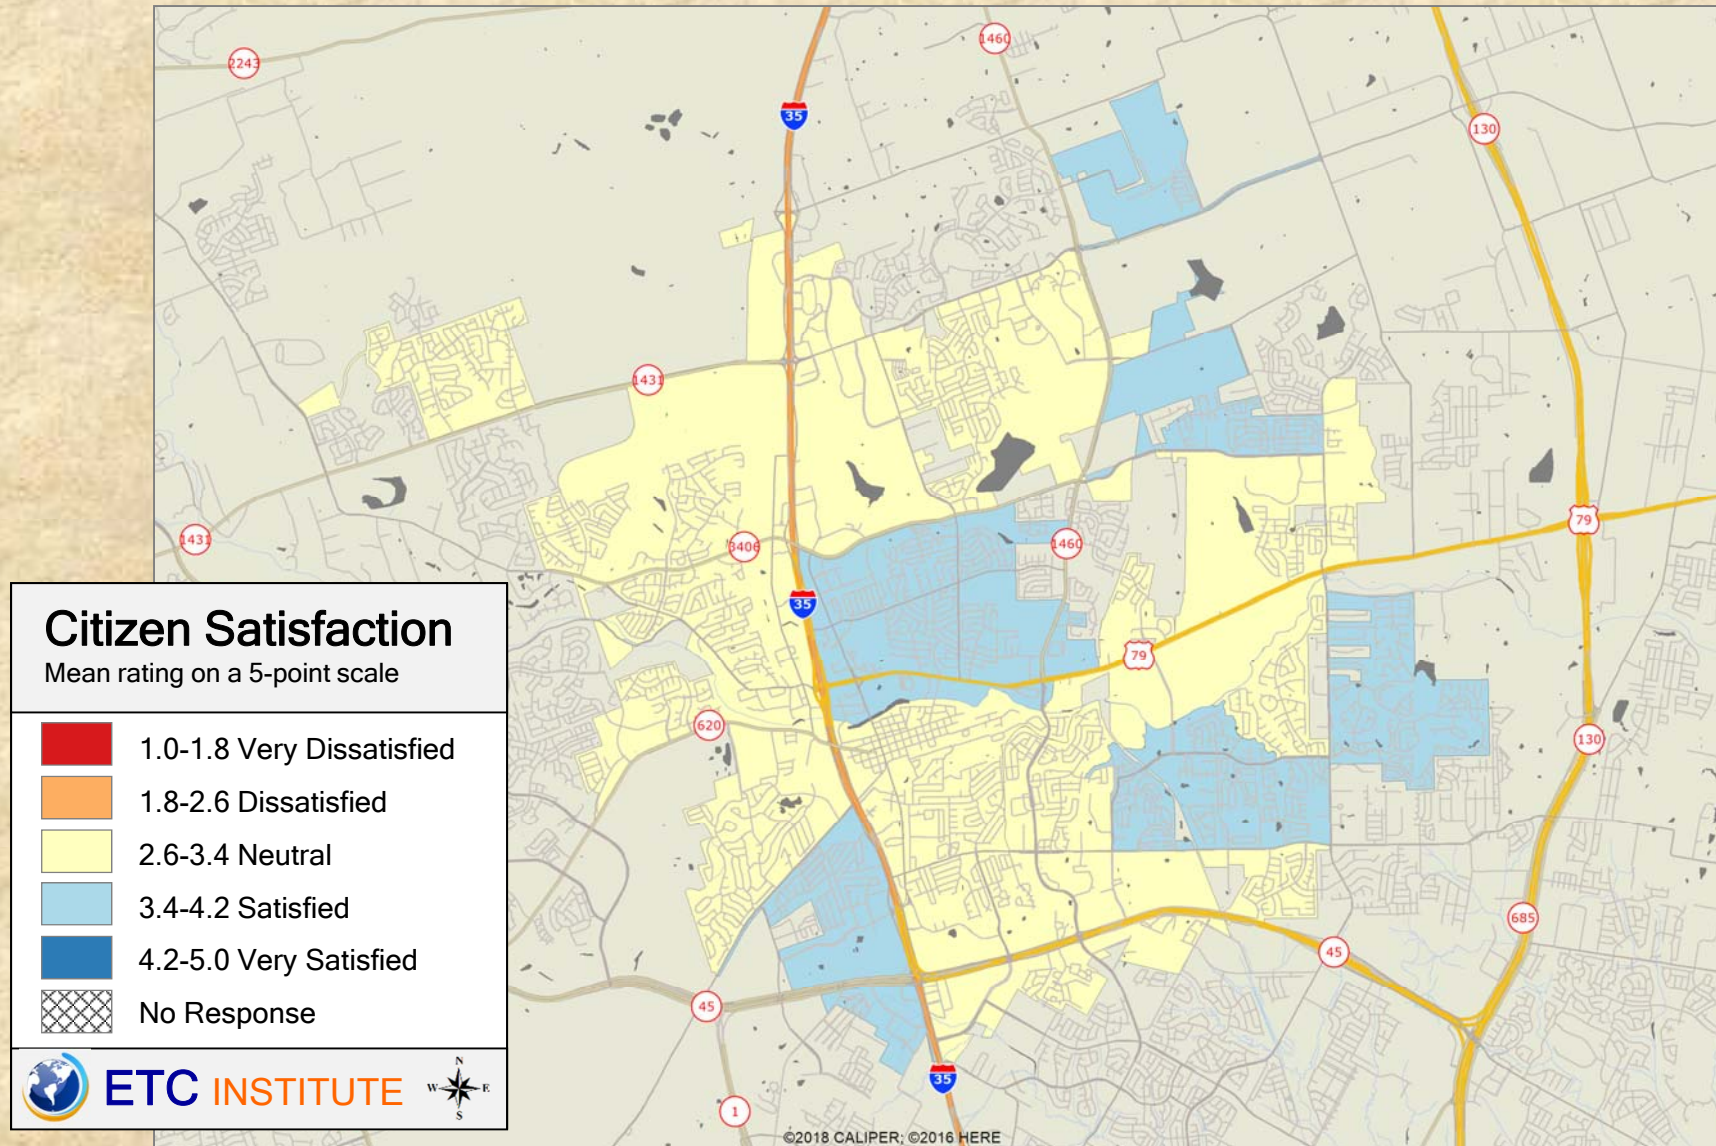 2243
1460
35
130
1431
79
1431
3406
1460
35
79
620
130
685
45
45
35
1
Citizen Satisfaction
Mean rating on a 5-point scale
1.0-1.8 Very Dissatisfied
1.8-2.6 Dissatisfied
2.6-3.4 Neutral
3.4-4.2 Satisfied
4.2-5.0 Very Satisfied
No Response
ETC INSTITUTE
N
W E
S
©2018 CALIPER; ©2016 HERE